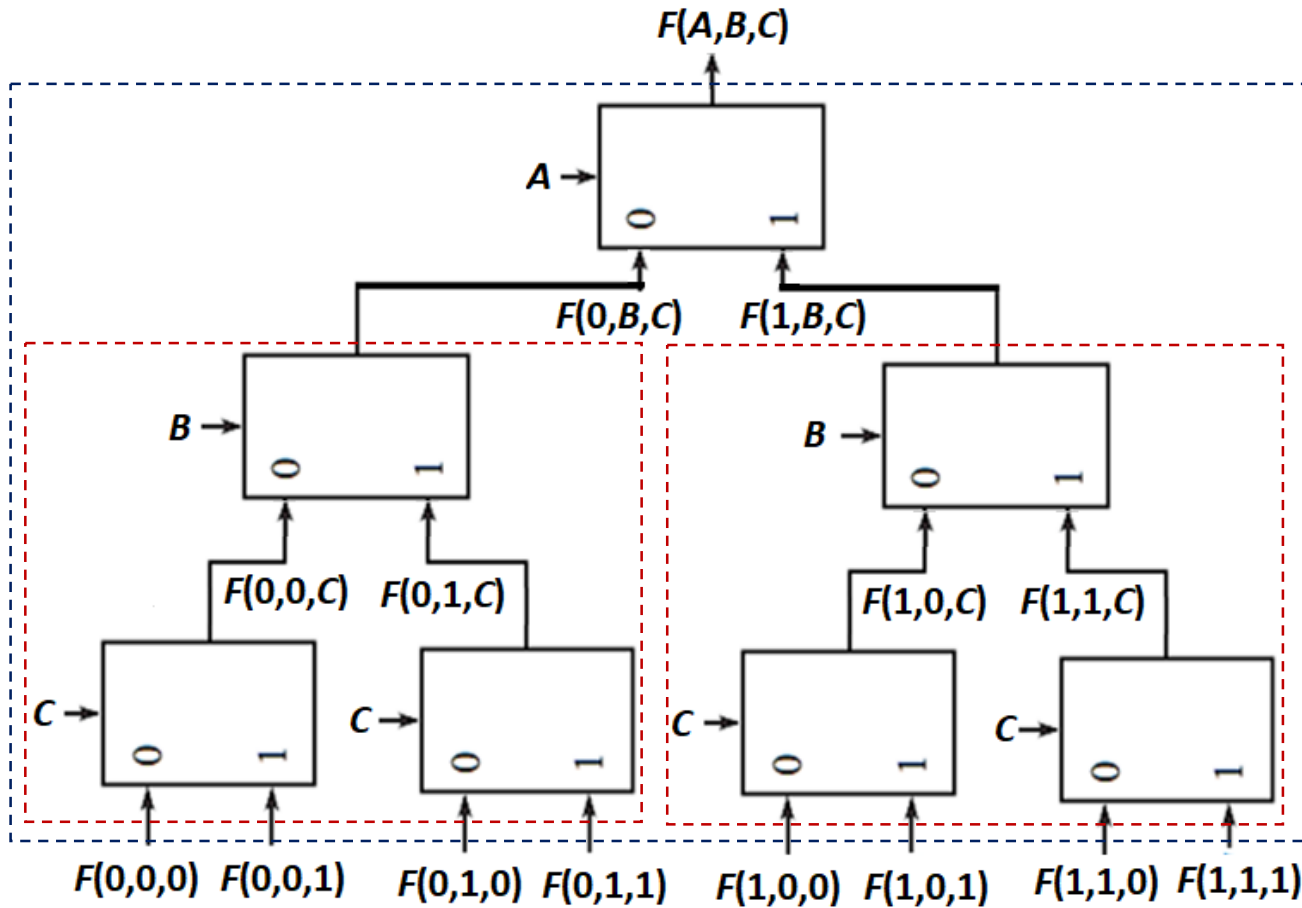 F(A,B,C)
A
0 1
F(0,B,C) F(1,B,C)
B
0 1
B
0 1
F(0,0,C) F(0,1,C)
F(1,0,C) F(1,1,C)
C
0 1
C
0 1
C
0 1
C
0 1
F(0,0,0) F(0,0,1) F(0,1,0) F(0,1,1) F(1,0,0) F(1,0,1) F(1,1,0) F(1,1,1)